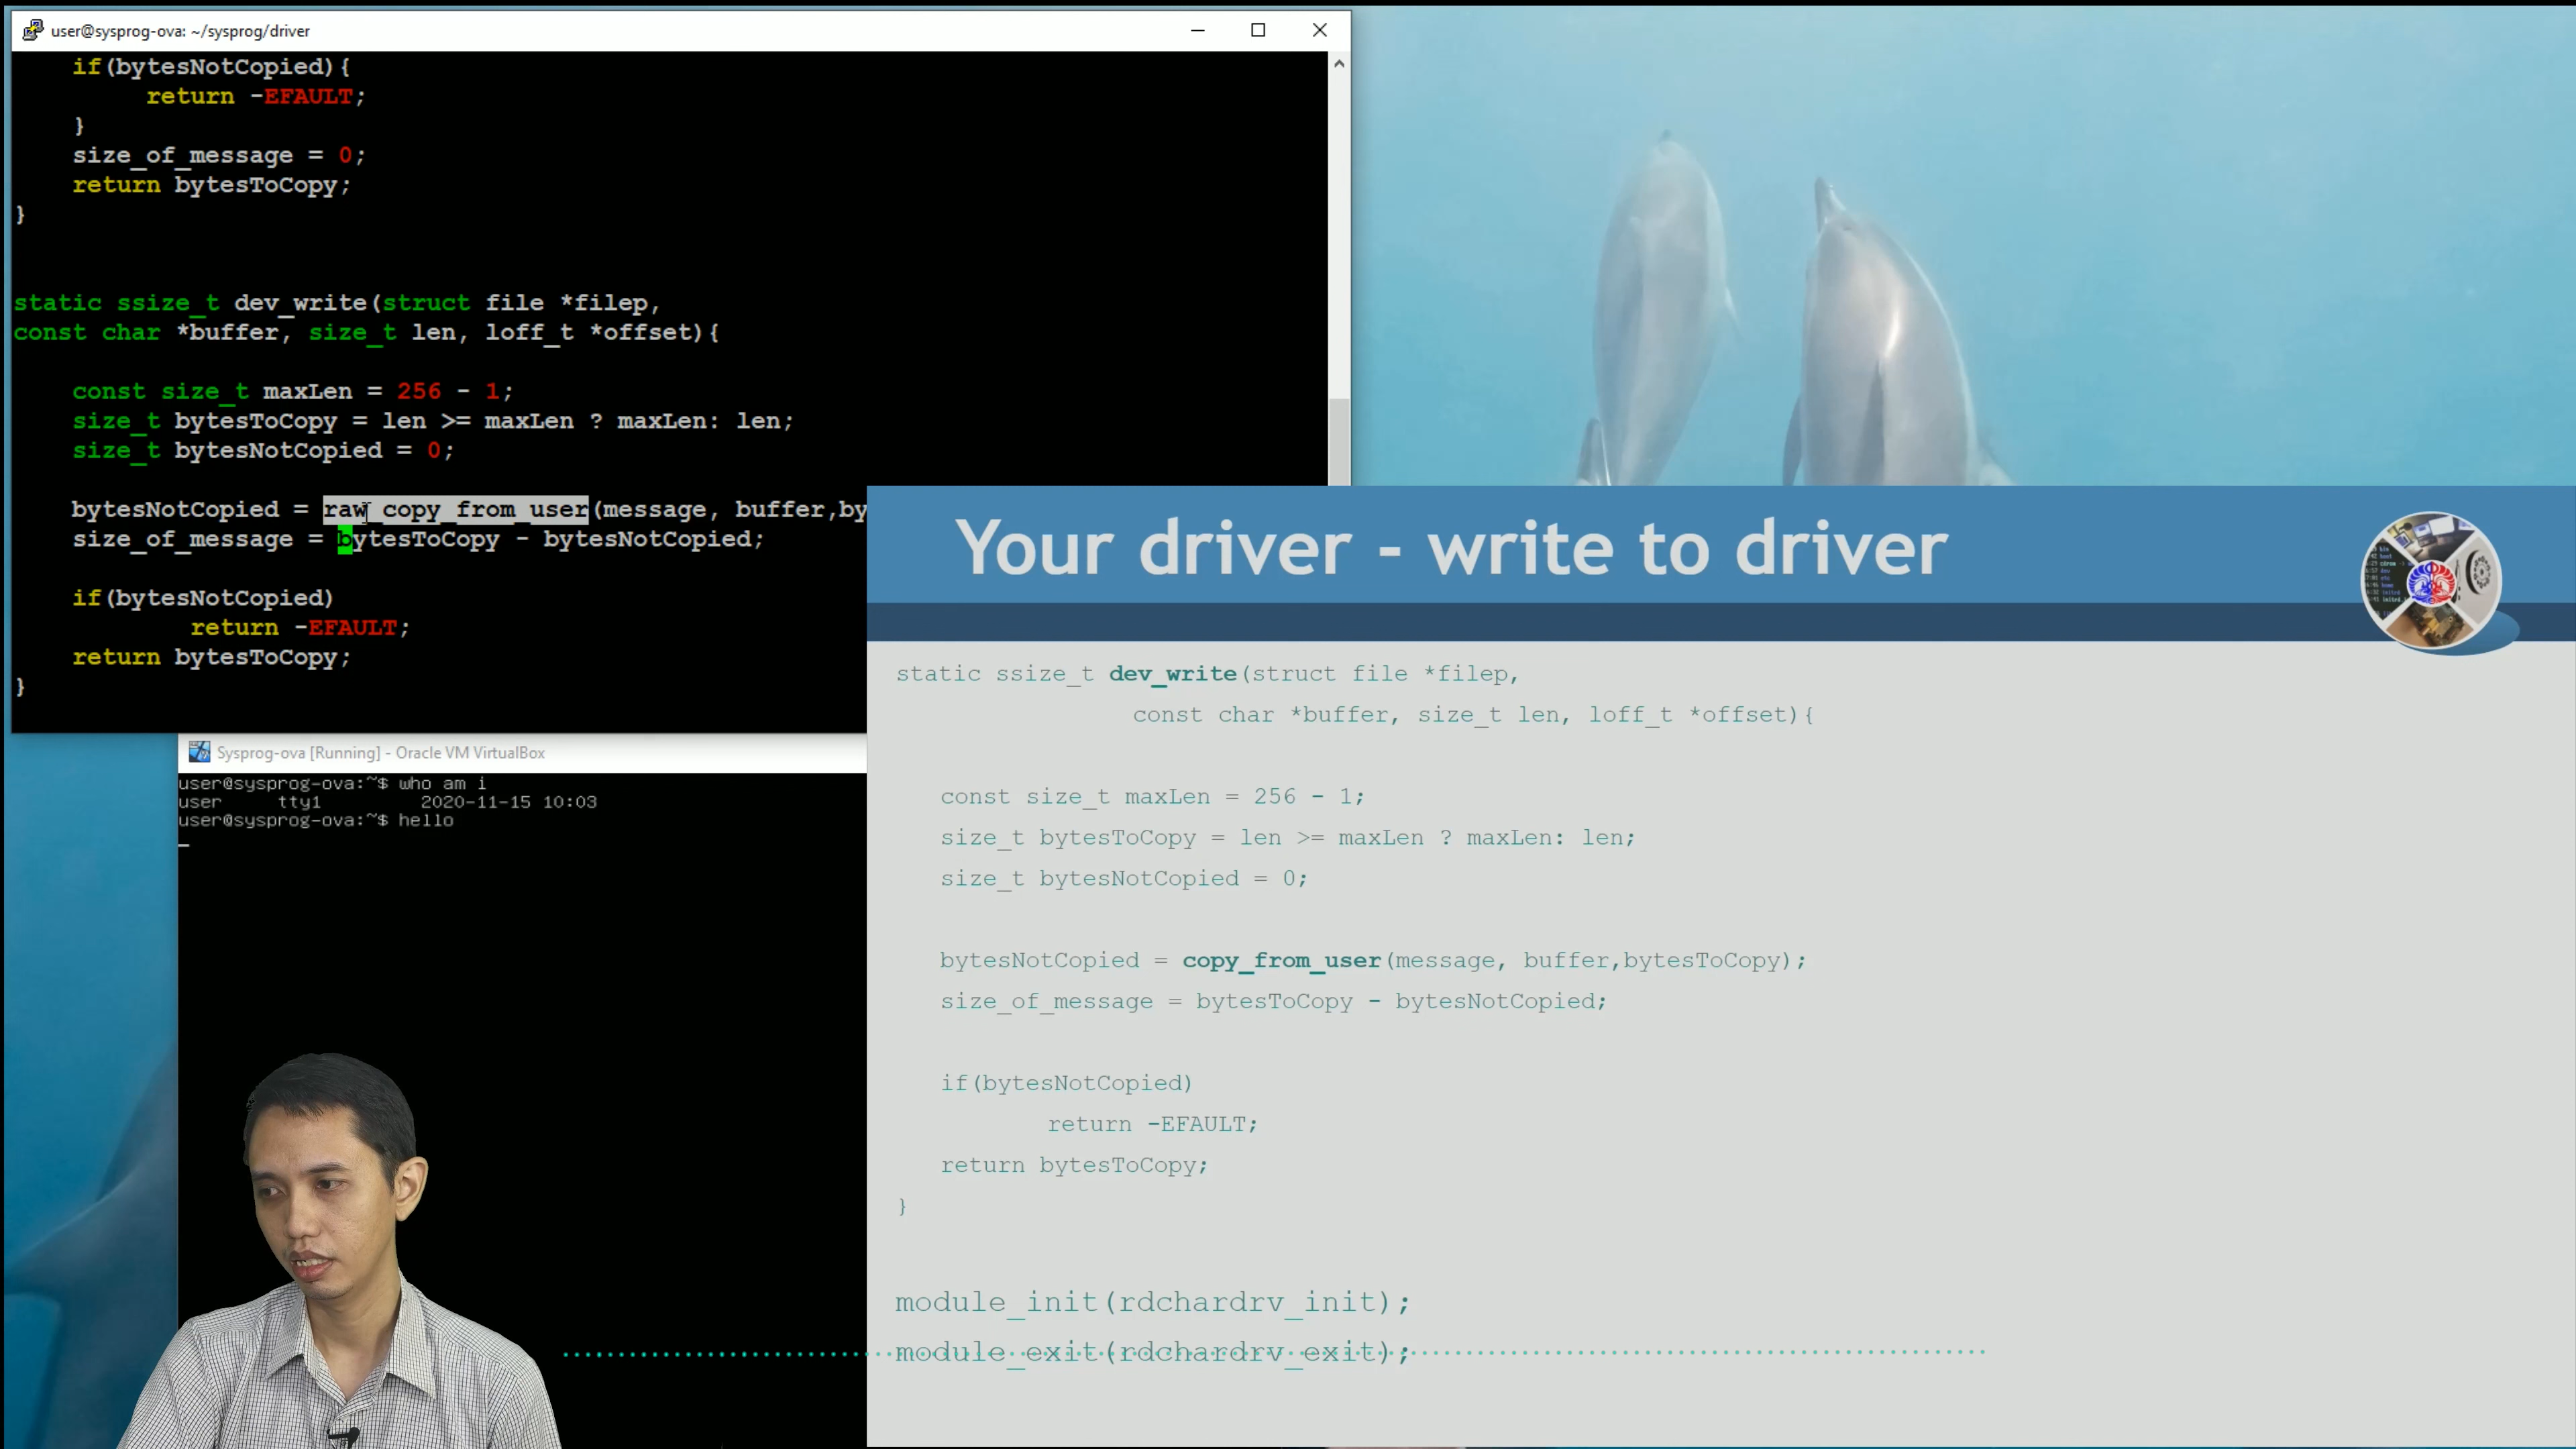 user@sysprog-ova: ~/sysprog/driver
if(bytesNotCopied){
return -EFAULT;
}
size_of_message = 0;
return bytesToCopy;
}
static ssize_t dev_write(struct file *filep,
const char *buffer, size_t len, loff_t *offset){
const size_t maxLen = 256 - 1;
size_t bytesToCopy = len >= maxLen ? maxLen: len;
size_t bytesNotCopied = 0;
bytesNotCopied = raw_copy_from_user(message, buffer,by
size_of_message = bytesToCopy - bytesNotCopied;
if(bytesNotCopied)
return -EFAULT;
return bytesToCopy;
}
Sysprog-ova [Running] - Oracle VM VirtualBox
user@sysprog-ova:~$ who am i
user tty1 2020-11-15 10:03
user@sysprog-ova:~$ hello
Your driver - write to driver
static ssize_t dev_write(struct file *filep,
const char *buffer, size_t len, loff_t *offset){
const size_t maxLen = 256 - 1;
size_t bytesToCopy = len >= maxLen ? maxLen: len;
size_t bytesNotCopied = 0;
bytesNotCopied = copy_from_user(message, buffer,bytesToCopy);
size_of_message = bytesToCopy - bytesNotCopied;
if(bytesNotCopied)
return -EFAULT;
return bytesToCopy;
}
module_init(rdchardrv_init);
module_exit(rdchardrv_exit);